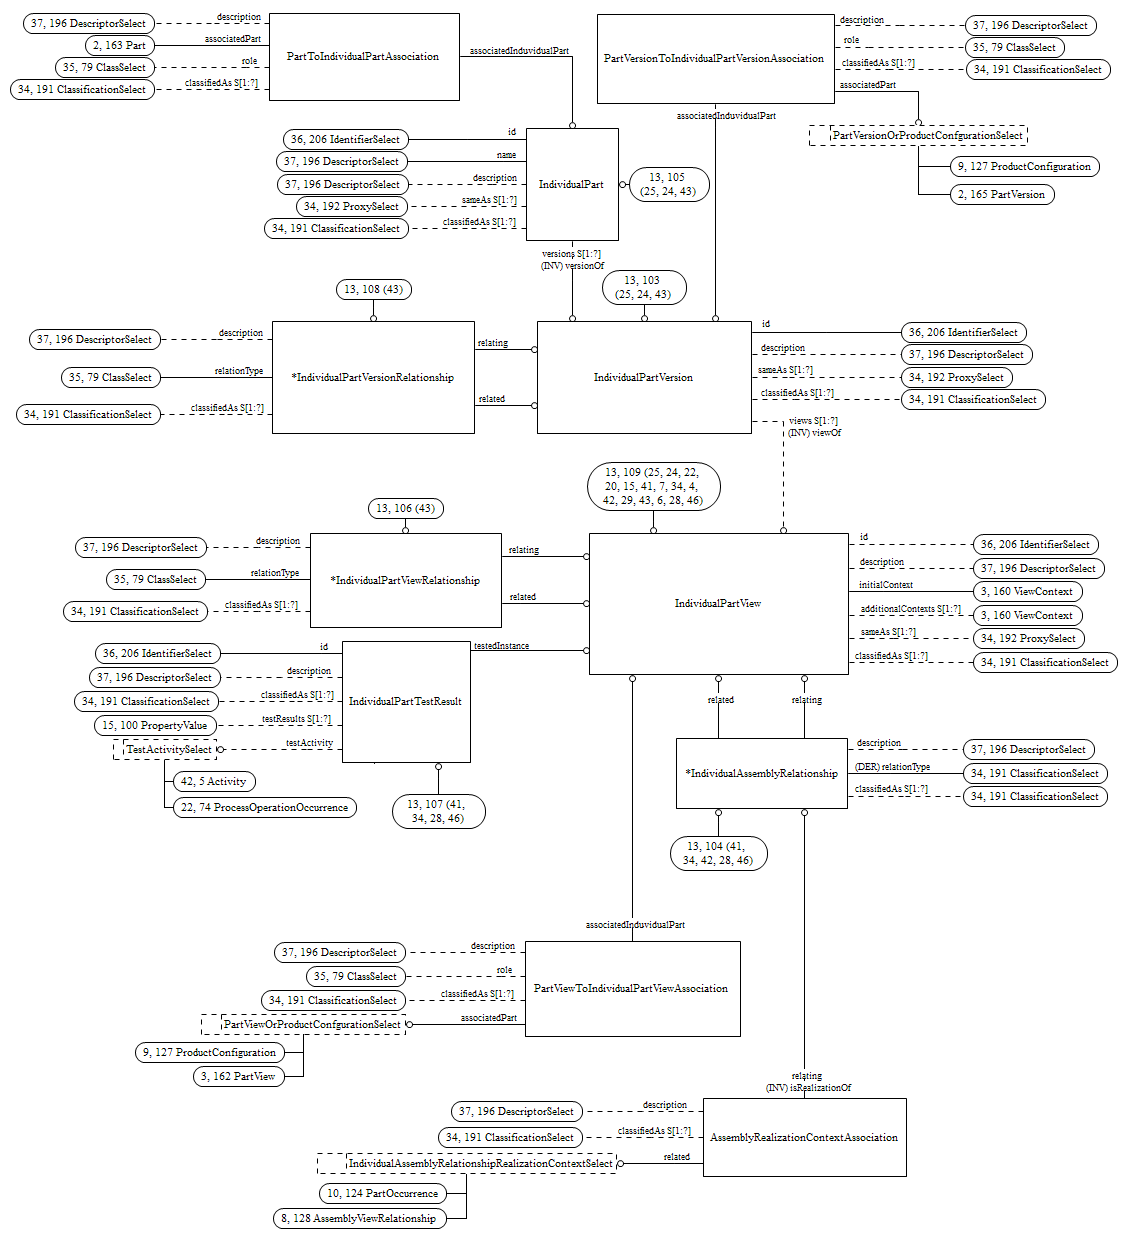 description
37, 196 DescriptorSelect
associatedPart
2, 163 Part
role
35, 79 ClassSelect
classifiedAs S[1:?]
34, 191 ClassificationSelect
PartToIndividualPartAssociation
associatedInduvidualPart
PartVersionToIndividualPartVersionAssociation
description
37, 196 DescriptorSelect
role
35, 79 ClassSelect
classifiedAs S[1:?]
34, 191 ClassificationSelect
associatedPart
associatedInduvidualPart
PartVersionOrProductConfgurationSelect
9, 127 ProductConfguration
2, 165 PartVersion
id
36, 206 IdentifierSelect
name
37, 196 DescriptorSelect
description
37, 196 DescriptorSelect
sameAs S[1:?]
34, 192 ProxySelect
classifiedAs S[1:?]
34, 191 ClassificationSelect
IndividualPart
13, 105
(25, 24, 43)
versions S[1:?]
(INV) versionOf
13, 108 (43)
13, 103
(25, 24, 43)
description
37, 196 DescriptorSelect
relationType
35, 79 ClassSelect
classifiedAs S[1:?]
34, 191 ClassificationSelect
*IndividualPartVersionRelationship
relating
related
IndividualPartVersion
id
36, 206 IdentifierSelect
description
37, 196 DescriptorSelect
sameAs S[1:?]
34, 192 ProxySelect
classifiedAs S[1:?]
34, 191 ClassificationSelect
views S[1:?]
(INV) viewOf
13, 109 (25, 24, 22,
20, 15, 41, 7, 34, 4,
42, 29, 43, 6, 28, 46)
13, 106 (43)
description
37, 196 DescriptorSelect
relationType
35, 79 ClassSelect
classifiedAs S[1:?]
34, 191 ClassificationSelect
*IndividualPartViewRelationship
relating
related
IndividualPartView
id
36, 206 IdentifierSelect
description
37, 196 DescriptorSelect
initialContext
3, 160 ViewContext
additionalContexts S[1:?]
3, 160 ViewContext
sameAs S[1:?]
34, 192 ProxySelect
classifiedAs S[1:?]
34, 191 ClassificationSelect
id
36, 206 IdentifierSelect
description
37, 196 DescriptorSelect
classifiedAs S[1:?]
34, 191 ClassificationSelect
testResults S[1:?]
15, 100 PropertyValue
testActivity
TestActivitySelect
42, 5 Activity
22, 74 ProcessOperationOccurrence
IndividualPartTestResult
testedInstance
13, 107 (41,
34, 28, 46)
related
relating
*IndividualAssemblyRelationship
description
37, 196 DescriptorSelect
(DER) relationType
34, 191 ClassificationSelect
classifiedAs S[1:?]
34, 191 ClassificationSelect
13, 104 (41,
34, 42, 28, 46)
associatedInduvidualPart
description
37, 196 DescriptorSelect
role
35, 79 ClassSelect
classifiedAs S[1:?]
34, 191 ClassificationSelect
associatedPart
PartViewOrProductConfgurationSelect
9, 127 ProductConfguration
3, 162 PartView
PartViewToIndividualPartViewAssociation
relating
(INV) isRealizationOf
description
37, 196 DescriptorSelect
classifiedAs S[1:?]
34, 191 ClassificationSelect
related
IndividualAssemblyRelationshipRealizationContextSelect
10, 124 PartOccurrence
8, 128 AssemblyViewRelationship
AssemblyRealizationContextAssociation